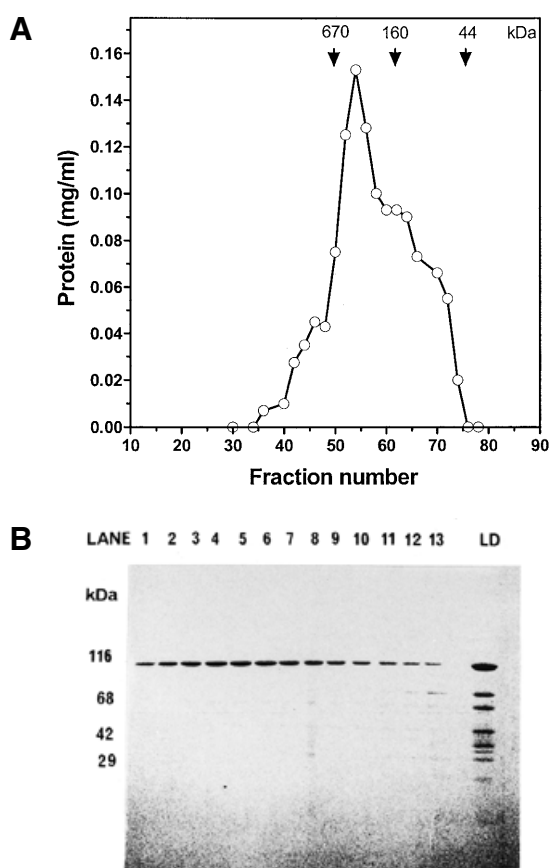 A
670 160 44 kDa
0.16
0.14
0.12
0.10
0.08
0.06
0.04
0.02
0.00
Protein (mg/ml)
10 20 30 40 50 60 70 80 90
Fraction number
B
LANE 1 2 3 4 5 6 7 8 9 10 11 12 13 LD
kDa
116
68
42
29